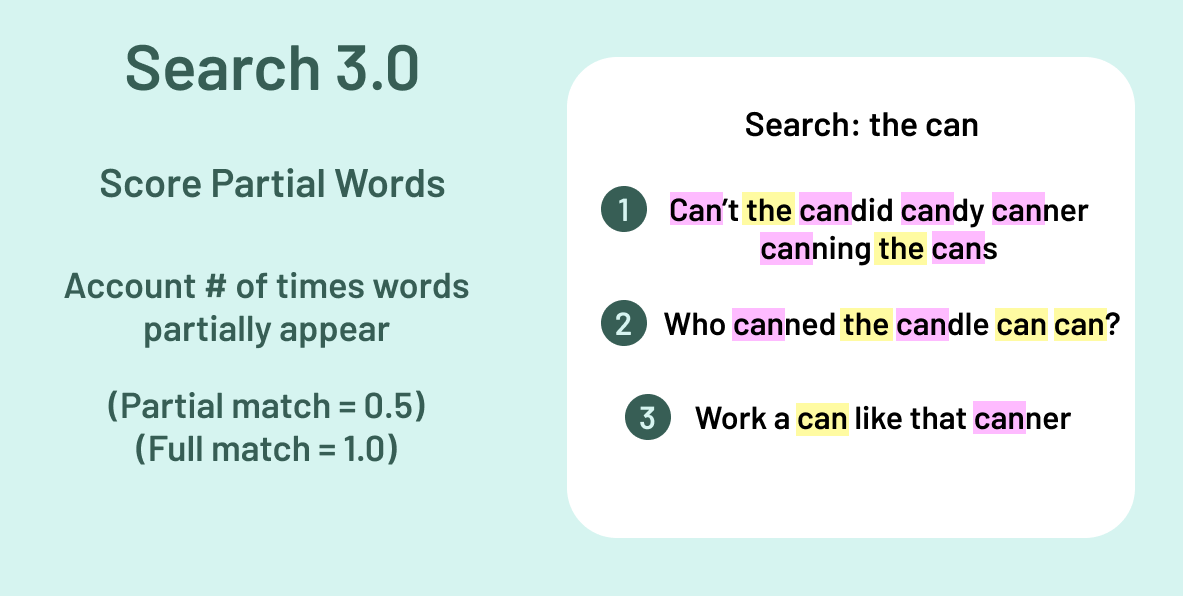 Search 3.0
Score Partial Words
Account # of times words
partially appear
(Partial match = 0.5)
(Full match = 1.0)
Search: the can
1 Can't the candid candy canner
canning the cans
2 Who canned the candle can can?
3 Work a can like that canner